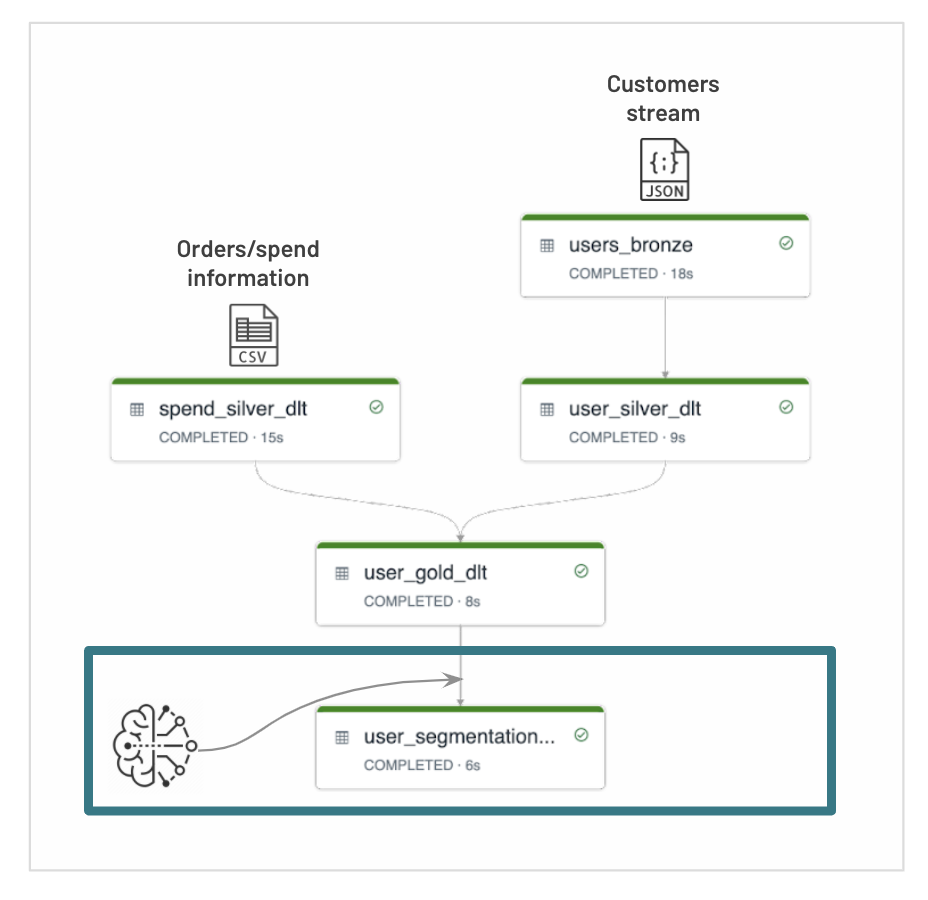 Customers
stream
JSON
users_bronze
COMPLETED · 18s
Orders/spend
information
CSV
spend_silver_dlt
COMPLETED · 15s
user_silver_dlt
COMPLETED · 9s
user_gold_dlt
COMPLETED · 8s
user_segmentation...
COMPLETED · 6s